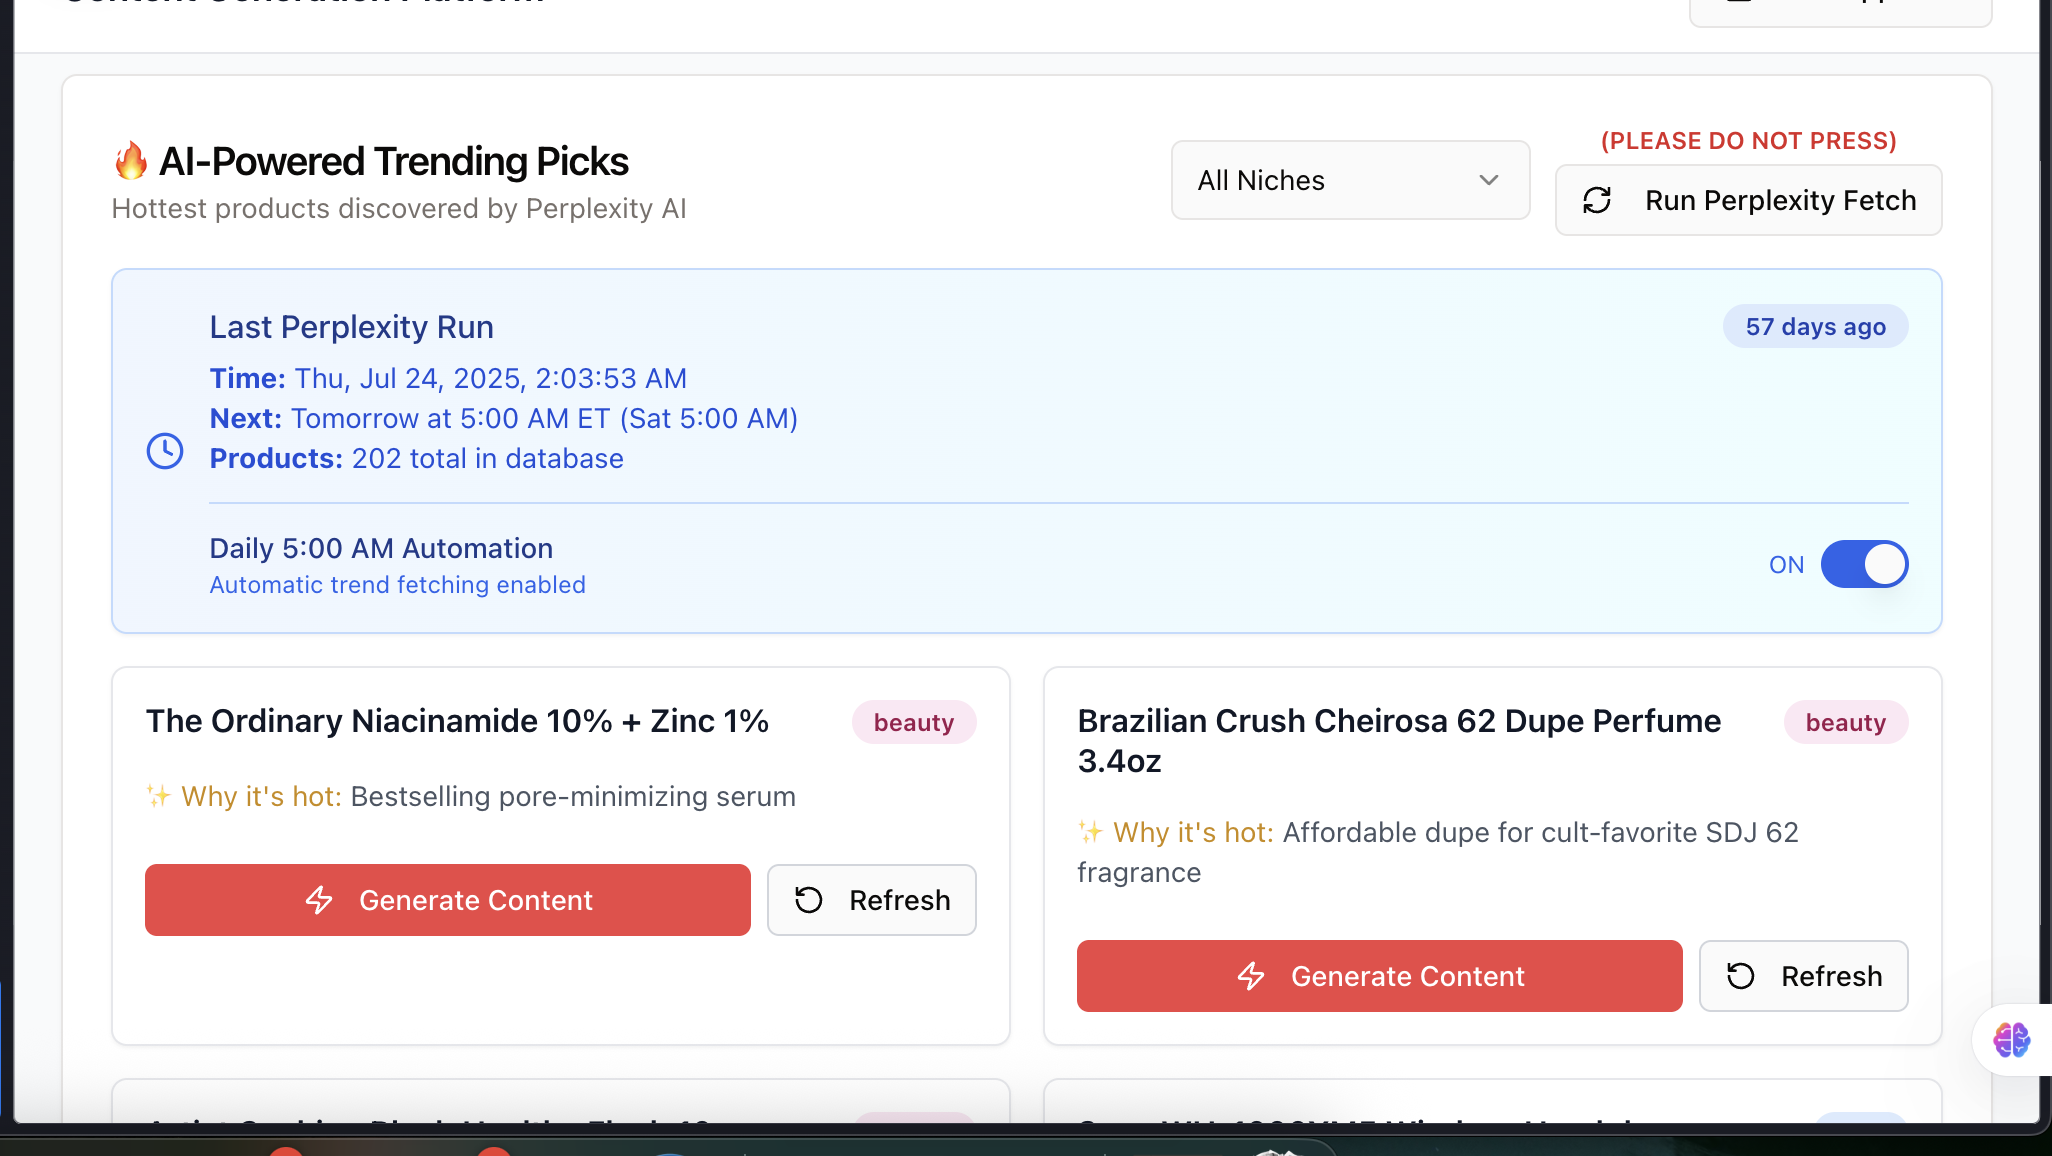 🔥 AI-Powered Trending Picks
Hottest products discovered by Perplexity AI
All Niches
(PLEASE DO NOT PRESS)
Run Perplexity Fetch
Last Perplexity Run
57 days ago
Time: Thu, Jul 24, 2025, 2:03:53 AM
Next: Tomorrow at 5:00 AM ET (Sat 5:00 AM)
Products: 202 total in database
Daily 5:00 AM Automation
Automatic trend fetching enabled
ON
The Ordinary Niacinamide 10% + Zinc 1%
beauty
✨ Why it's hot: Bestselling pore-minimizing serum
Generate Content
Refresh
Brazilian Crush Cheirosa 62 Dupe Perfume
3.4oz
beauty
✨ Why it's hot: Affordable dupe for cult-favorite SDJ 62
fragrance
Generate Content
Refresh